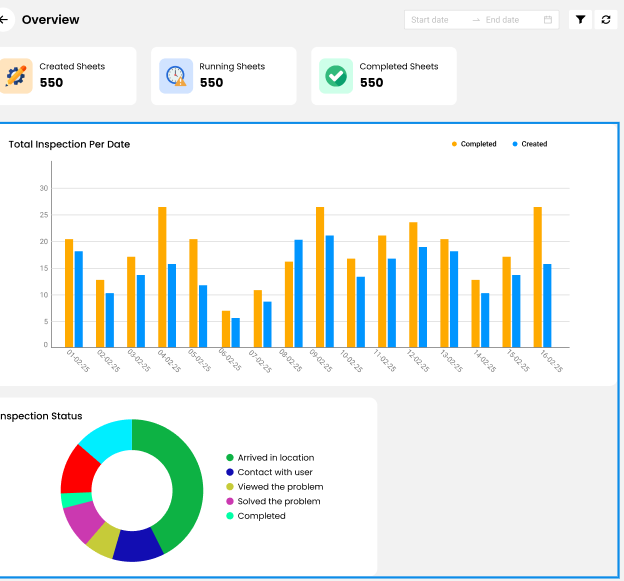 Overview
Start date
End date
Created Sheets
550
Running Sheets
550
Completed Sheets
550
Total Inspection Per Date
Completed
Created
30
25
20
15
10
5
0
01-02-25
02-02-25
03-02-25
04-02-25
05-02-25
06-02-25
07-02-25
08-02-25
09-02-25
10-02-25
11-02-25
12-02-25
13-02-25
14-02-25
15-02-25
16-02-25
nspection Status
Arrived in location
Contact with user
Viewed the problem
Solved the problem
Completed